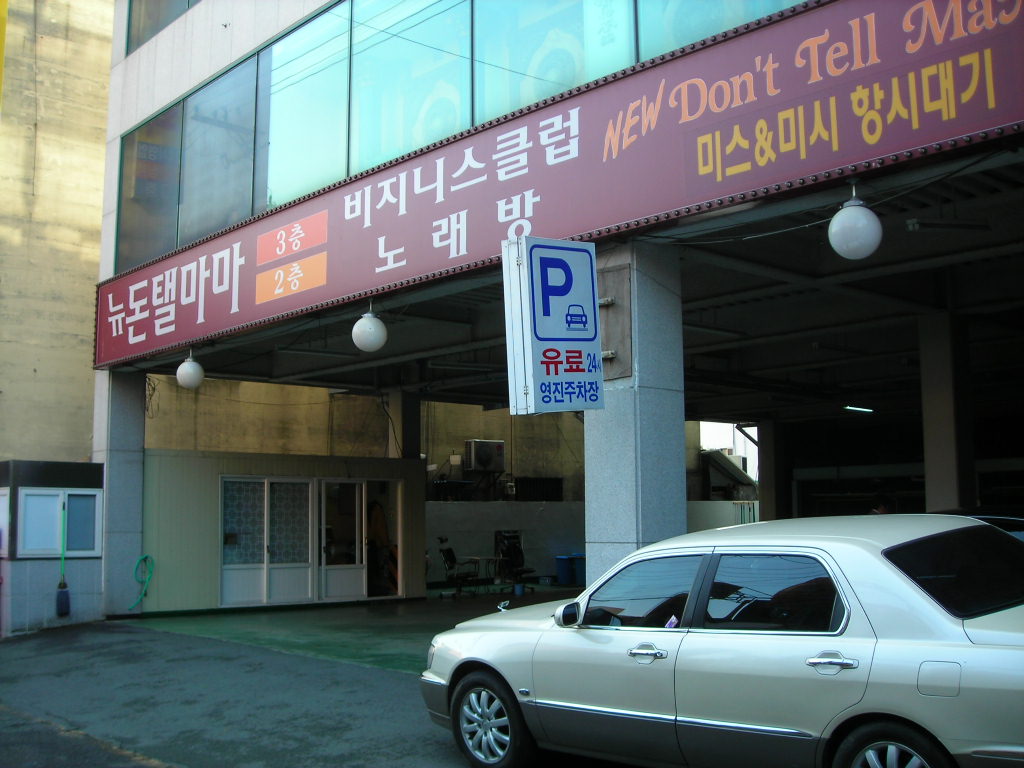 뉴돈탤마마
3층
2층
비지니스클럽
노래방
NEW Don't Tell
미스&미시 항시대기
P
유료 24시
영진주차장